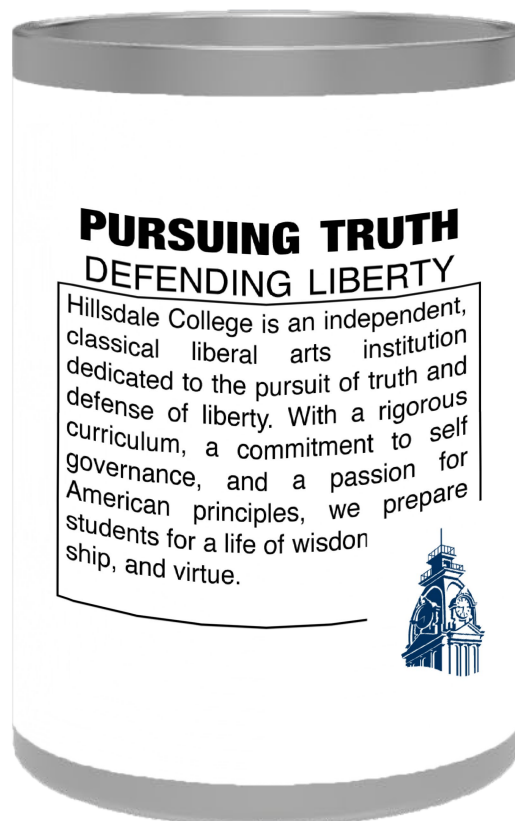 PURSUING TRUTH
DEFENDING LIBERTY
Hillsdale College is an independent,
classical liberal arts institution
dedicated to the pursuit of truth and
defense of liberty. With a rigorous
curriculum, a commitment to self
governance, and a passion for
American principles, we prepare
students for a life of
ship, and virtue.